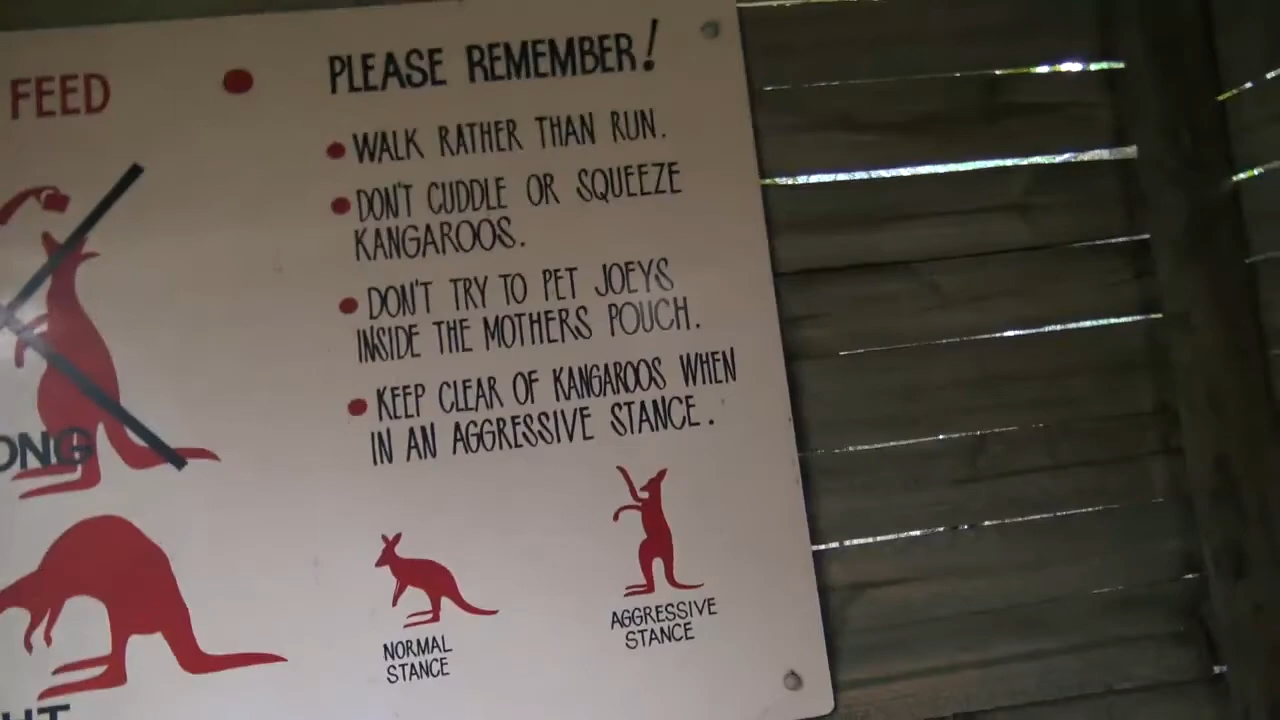 FEED
PLEASE REMEMBER!
WALK RATHER THAN RUN.
DON'T CUDDLE OR SQUEEZE
KANGAROOS.
DON'T TRY TO PET JOEYS
INSIDE THE MOTHERS POUCH.
KEEP CLEAR OF KANGAROOS WHEN
IN AN AGGRESSIVE STANCE.
ONG
NORMAL
STANCE
AGGRESSIVE
STANCE
HT